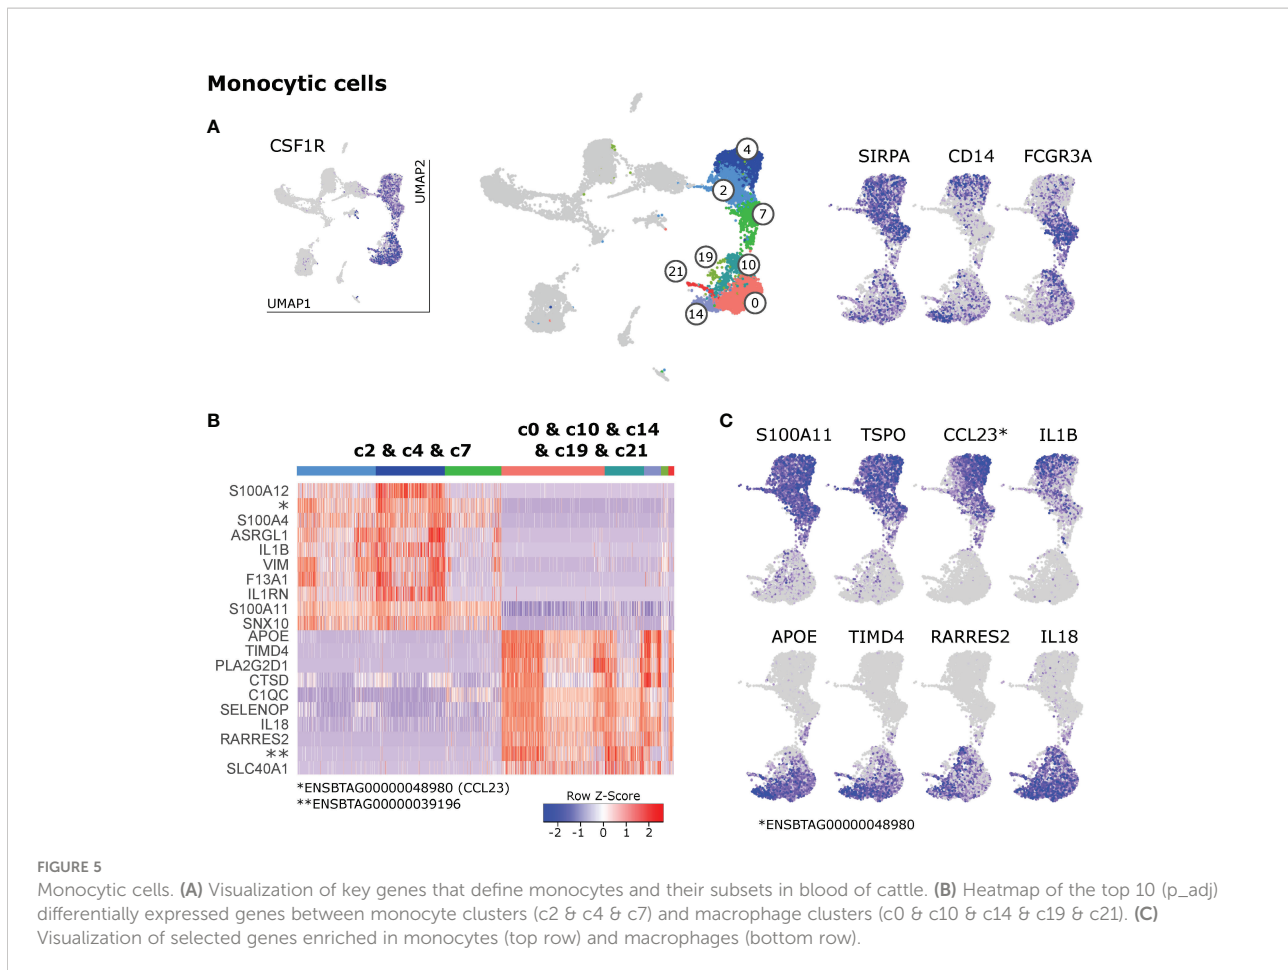 Monocytic cells
A
CSF1R
UMAP2
UMAP1
4
2
7
19
10
21
0
14
SIRPA CD14 FCGR3A
B
c2 & c4 & c7
c0 & c10 & c14
& c19 & c21
S100A12
*
S100A4
ASRGL1
IL1B
VIM
F13A1
IL1RN
S100A11
SNX10
APOE
TIMD4
PLA2G2D1
CTSD
C1QC
SELENOP
IL18
RARRES2
**
SLC40A1
*ENSBTAG00000048980 (CCL23)
**ENSBTAG00000039196
Row Z-Score
-2 -1 0 1 2
C
S100A11 TSPO CCL23* IL1B
APOE TIMD4 RARRES2 IL18
*ENSBTAG00000048980
FIGURE 5
Monocytic cells. (A) Visualization of key genes that define monocytes and their subsets in blood of cattle. (B) Heatmap of the top 10 (p_adj)
differentially expressed genes between monocyte clusters (c2 & c4 & c7) and macrophage clusters (c0 & c10 & c14 & c19 & c21). (C)
Visualization of selected genes enriched in monocytes (top row) and macrophages (bottom row).